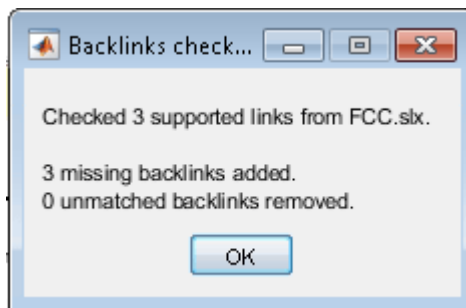 Backlinks check...
Checked 3 supported links from FCC.slx.
3 missing backlinks added.
0 unmatched backlinks removed.
OK